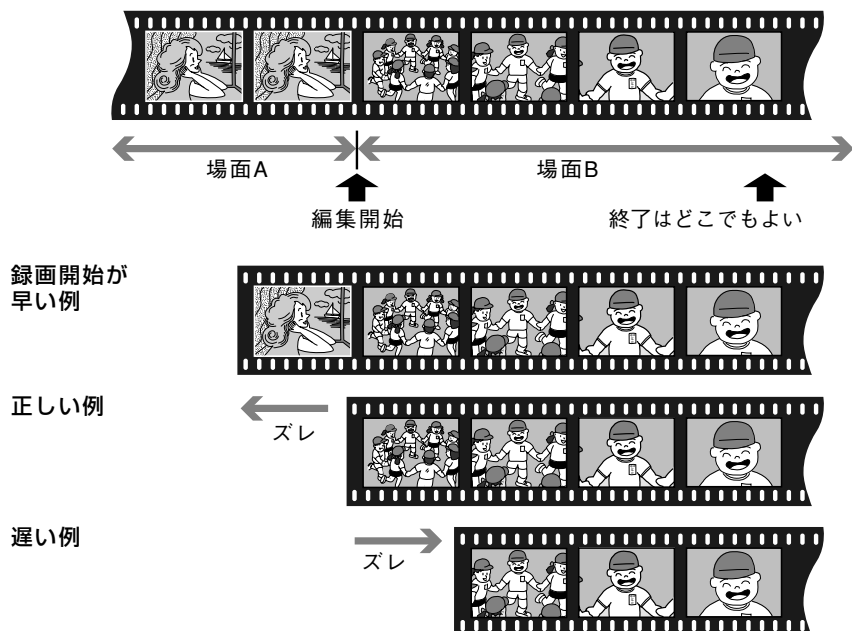 場面A
場面B
編集開始
終了はどこでもよい
録画開始が
早い例
正しい例
ズレ
遅い例
ズレ